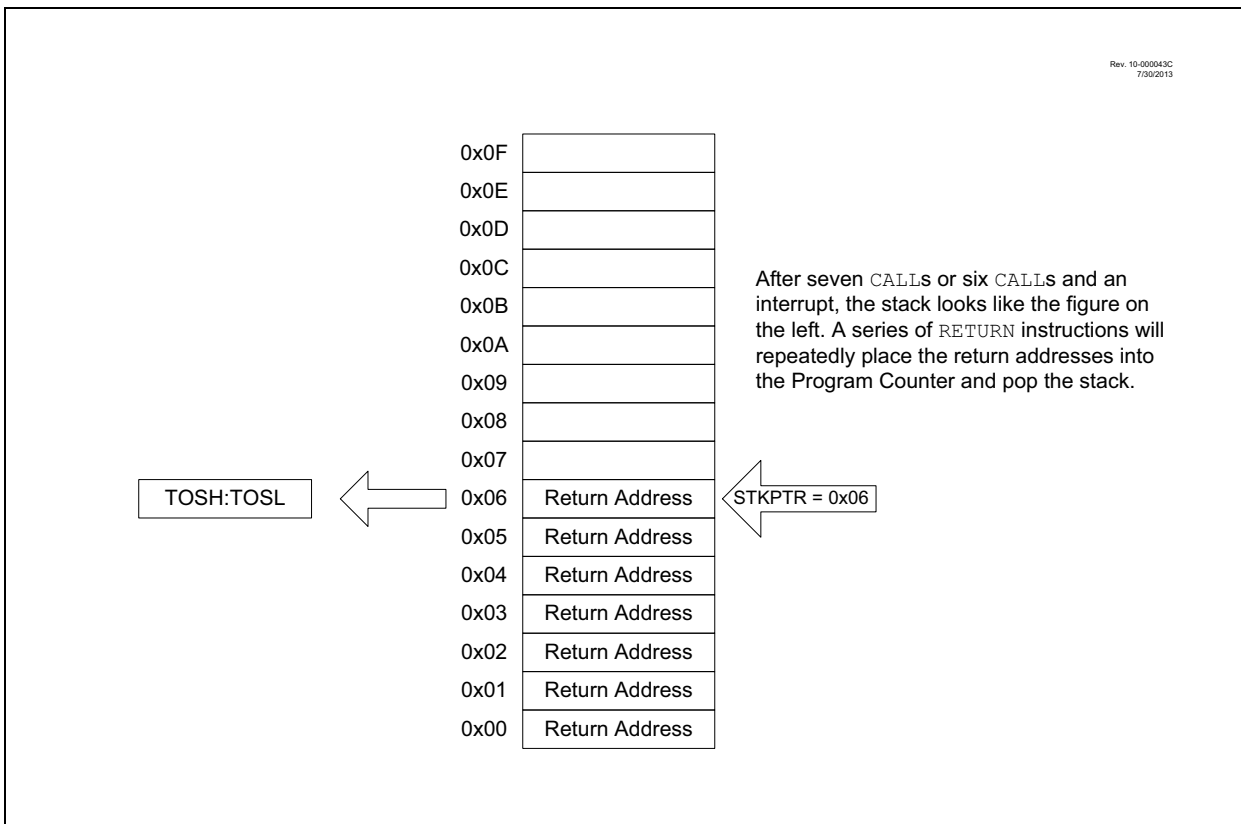 Rev. 10-000043C
7/30/2013
0x0F
0x0E
0x0D
0x0C
0x0B
0x0A
0x09
0x08
0x07
0x06 Return Address
0x05 Return Address
0x04 Return Address
0x03 Return Address
0x02 Return Address
0x01 Return Address
0x00 Return Address
TOSH:TOSL
STKPTR = 0x06
After seven CALLs or six CALLs and an
interrupt, the stack looks like the figure on
the left. A series of RETURN instructions will
repeatedly place the return addresses into
the Program Counter and pop the stack.